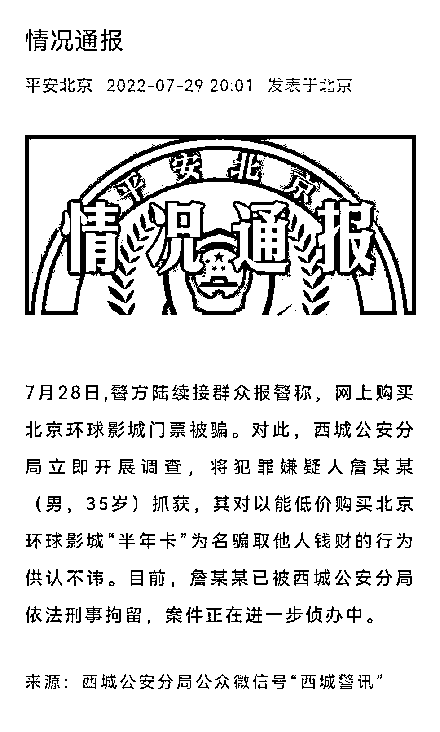 情况通报
平安北京 2022-07-29 20:01 发表于北京
平安北京
情况通报
7月28日,警方陆续接群众报警称，网上购买
北京环球影城门票被骗。对此，西城公安分
局立即开展调查，将犯罪嫌疑人詹某某
（男，35岁）抓获，其对以能低价购买北京
环球影城“半年卡”为名骗取他人钱财的行为
供认不讳。目前，詹某某已被西城公安分局
依法刑事拘留，案件正在进一步侦办中。
来源：西城公安分局公众微信号“西城警讯”